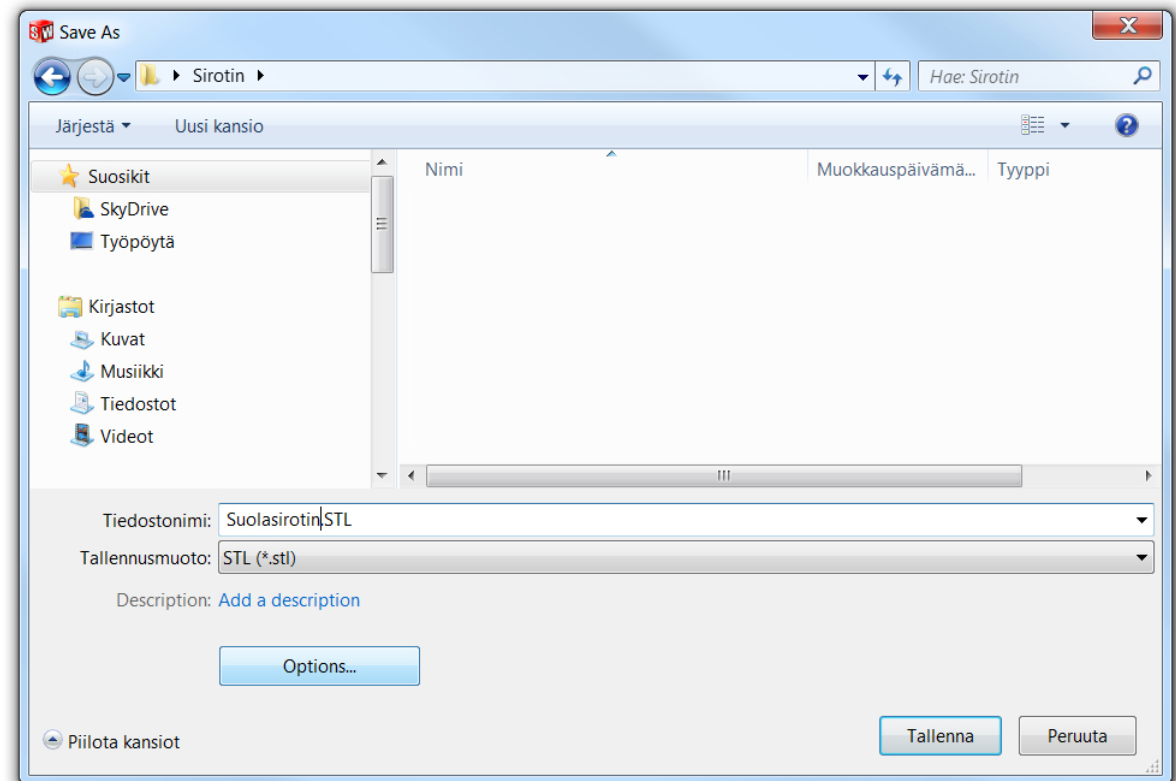 SW Save As
Sirotin
Hae: Sirotin
Järjestä Uusi kansio
Nimi Muokkauspäivämä... Tyyppi
Suosikit
SkyDrive
Työpöytä
Kirjastot
Kuvat
Musiikki
Tiedostot
Videot
Tiedostonimi: Suolasirotin.STL
Tallennusmuoto: STL (*.stl)
Description: Add a description
Options...
Piilota kansiot
Tallenna Peruuta